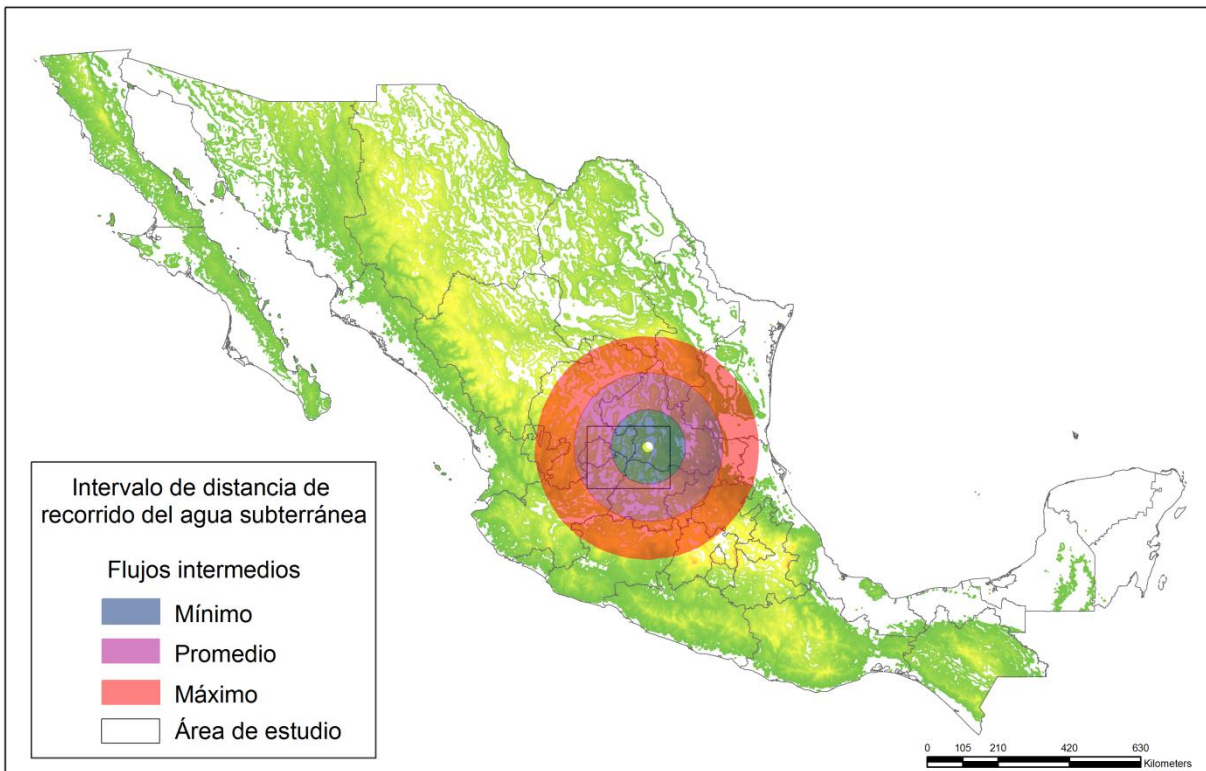 Intervalo de distancia de
recorrido del agua subterránea
Flujos intermedios
Mínimo
Promedio
Máximo
Área de estudio
0 105 210 420 630
Kilometers